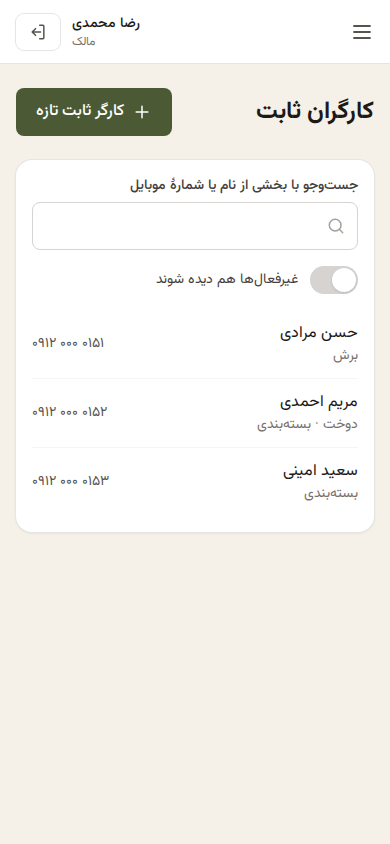 رضا محمدی
مالک
کارگران ثابت
کارگر ثابت تازه
جست‌وجو با بخشی از نام یا شمارهٔ موبایل
غیرفعال‌ها هم دیده شوند
حسن مرادی
برش
۰۹۱۲ ۰۰۰ ۰۱۵۱
مریم احمدی
دوخت · بسته‌بندی
۰۹۱۲ ۰۰۰ ۰۱۵۲
سعید امینی
بسته‌بندی
۰۹۱۲ ۰۰۰ ۰۱۵۳